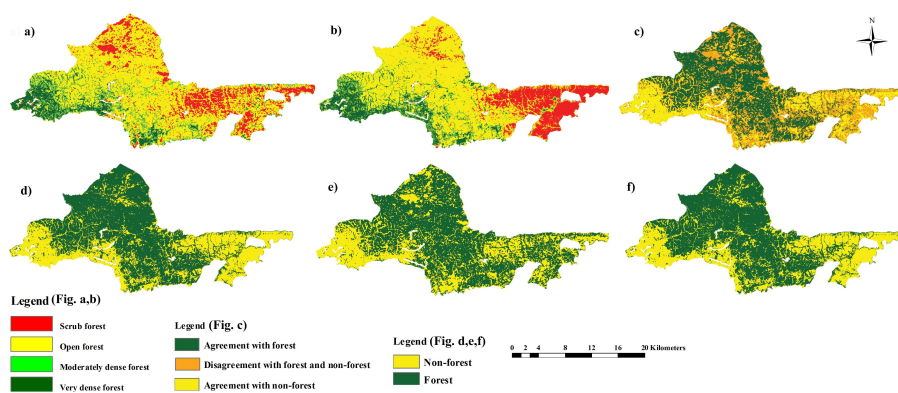 a)
b)
c)
N
d)
e)
f)
Legend (Fig. a,b)
Scrub forest
Open forest
Moderately dense forest
Very dense forest
Legend (Fig. c)
Agreement with forest
Disagreement with forest and non-forest
Agreement with non-forest
Legend (Fig. d,e,f)
Non-forest
Forest
0 2 4 8 12 16 20 Kilometers